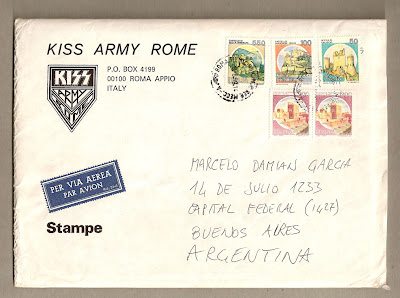 KISS ARMY ROME
P.O. BOX 4199
00100 ROMA APPIO
ITALY
KISS
ARMY
550
100
50
PER VIA AEREA
PAR AVION
Stampe
MARCELO DAMIAN GARCIA
14 DE JULIO 1233
CAPITAL FEDERAL (1427)
BUENOS AIRES
ARGENTINA